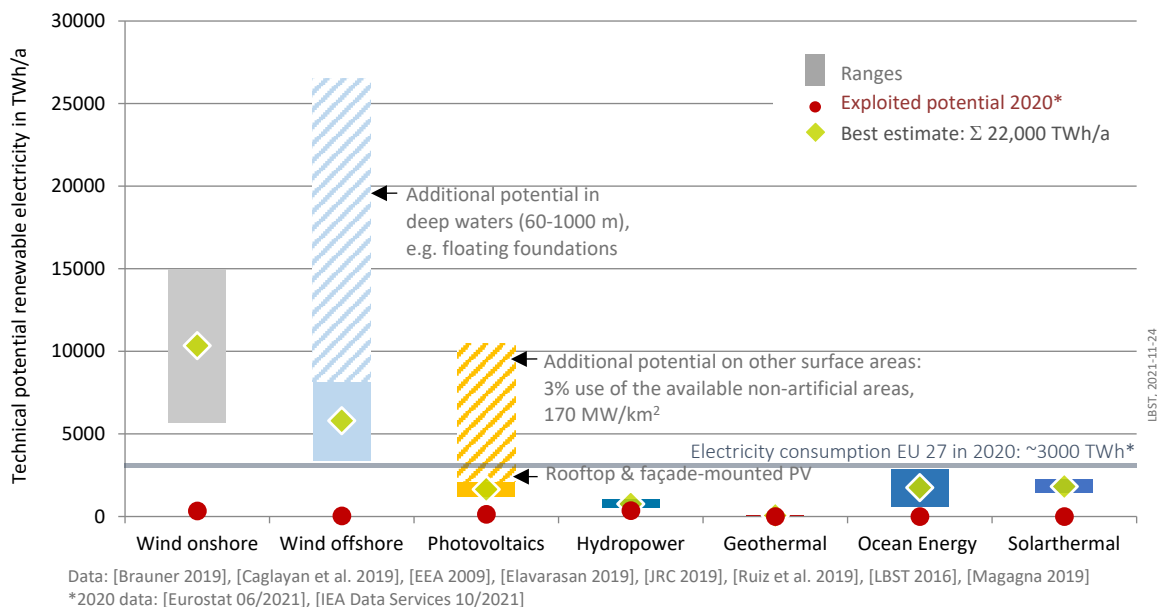 Technical potential renewable electricity in TWh/a
30000
25000
20000
15000
10000
5000
0
Ranges
Exploited potential 2020*
Best estimate: Σ 22,000 TWh/a
Additional potential in
deep waters (60-1000 m),
e.g. floating foundations
Additional potential on other surface areas:
3% use of the available non-artificial areas,
170 MW/km²
Electricity consumption EU 27 in 2020: ~3000 TWh*
Rooftop & façade-mounted PV
LBST, 2021-11-24
Wind onshore
Wind offshore
Photovoltaics
Hydropower
Geothermal
Ocean Energy
Solarthermal
Data: [Brauner 2019], [Caglayan et al. 2019], [EEA 2009], [Elavarasan 2019], [JRC 2019], [Ruiz et al. 2019], [LBST 2016], [Magagna 2019]
*2020 data: [Eurostat 06/2021], [IEA Data Services 10/2021]